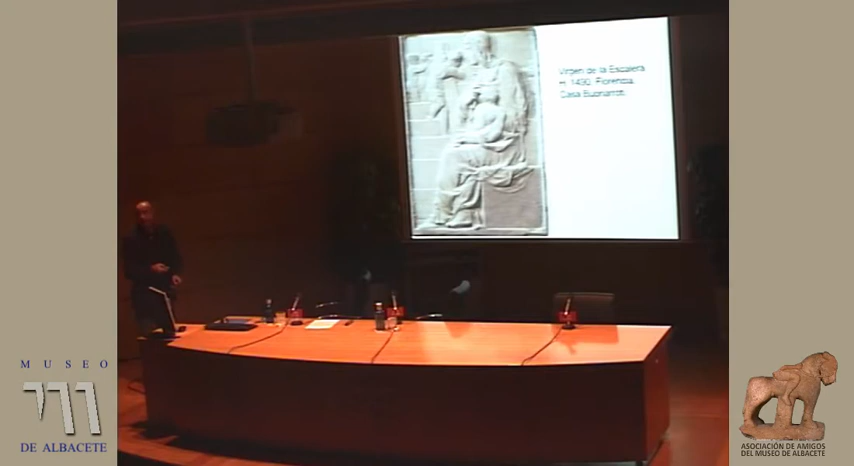 Virgen de la Escalera
H. 1490. Florencia.
Casa Buonarroti
MUSEO
DE ALBACETE
ASOCIACIÓN DE AMIGOS
DEL MUSEO DE ALBACETE